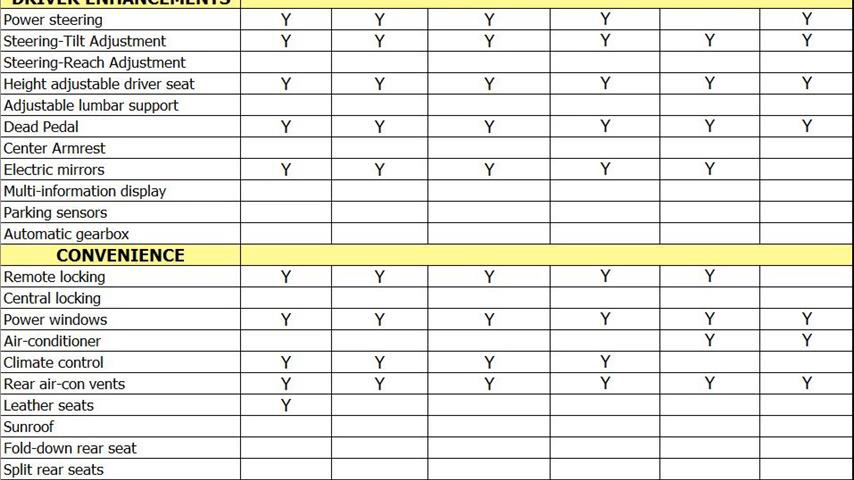 DRIVER ENHANCEMENTS
Power steering Y Y Y Y Y
Steering-Tilt Adjustment Y Y Y Y Y Y
Steering-Reach Adjustment
Height adjustable driver seat Y Y Y Y Y Y
Adjustable lumbar support
Dead Pedal Y Y Y Y Y Y
Center Armrest
Electric mirrors Y Y Y Y Y
Multi-information display
Parking sensors
Automatic gearbox
CONVENIENCE
Remote locking Y Y Y Y Y
Central locking
Power windows Y Y Y Y Y Y
Air-conditioner Y Y
Climate control Y Y Y Y
Rear air-con vents Y Y Y Y Y Y
Leather seats Y
Sunroof
Fold-down rear seat
Split rear seats